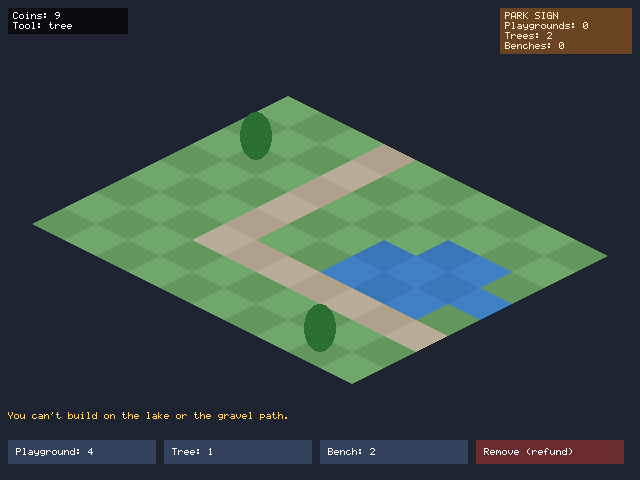 Coins: 9
Tool: tree
PARK SIGN
Playgrounds: 0
Trees: 2
Benches: 0
You can't build on the lake or the gravel path.
Playground: 4
Tree: 1
Bench: 2
Remove (refund)